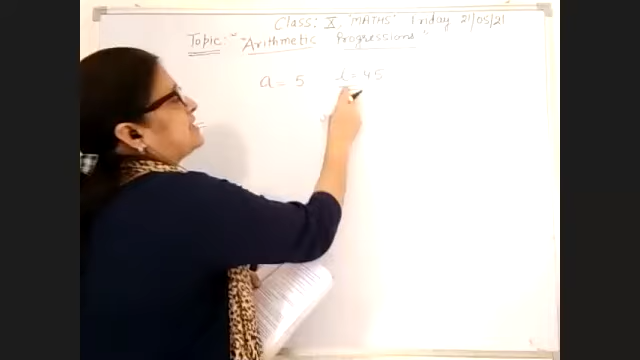 Class: X "MATHS" Friday 21/05/21
Topic:- "Arithmetic Progressions"
a = 5 l = 45